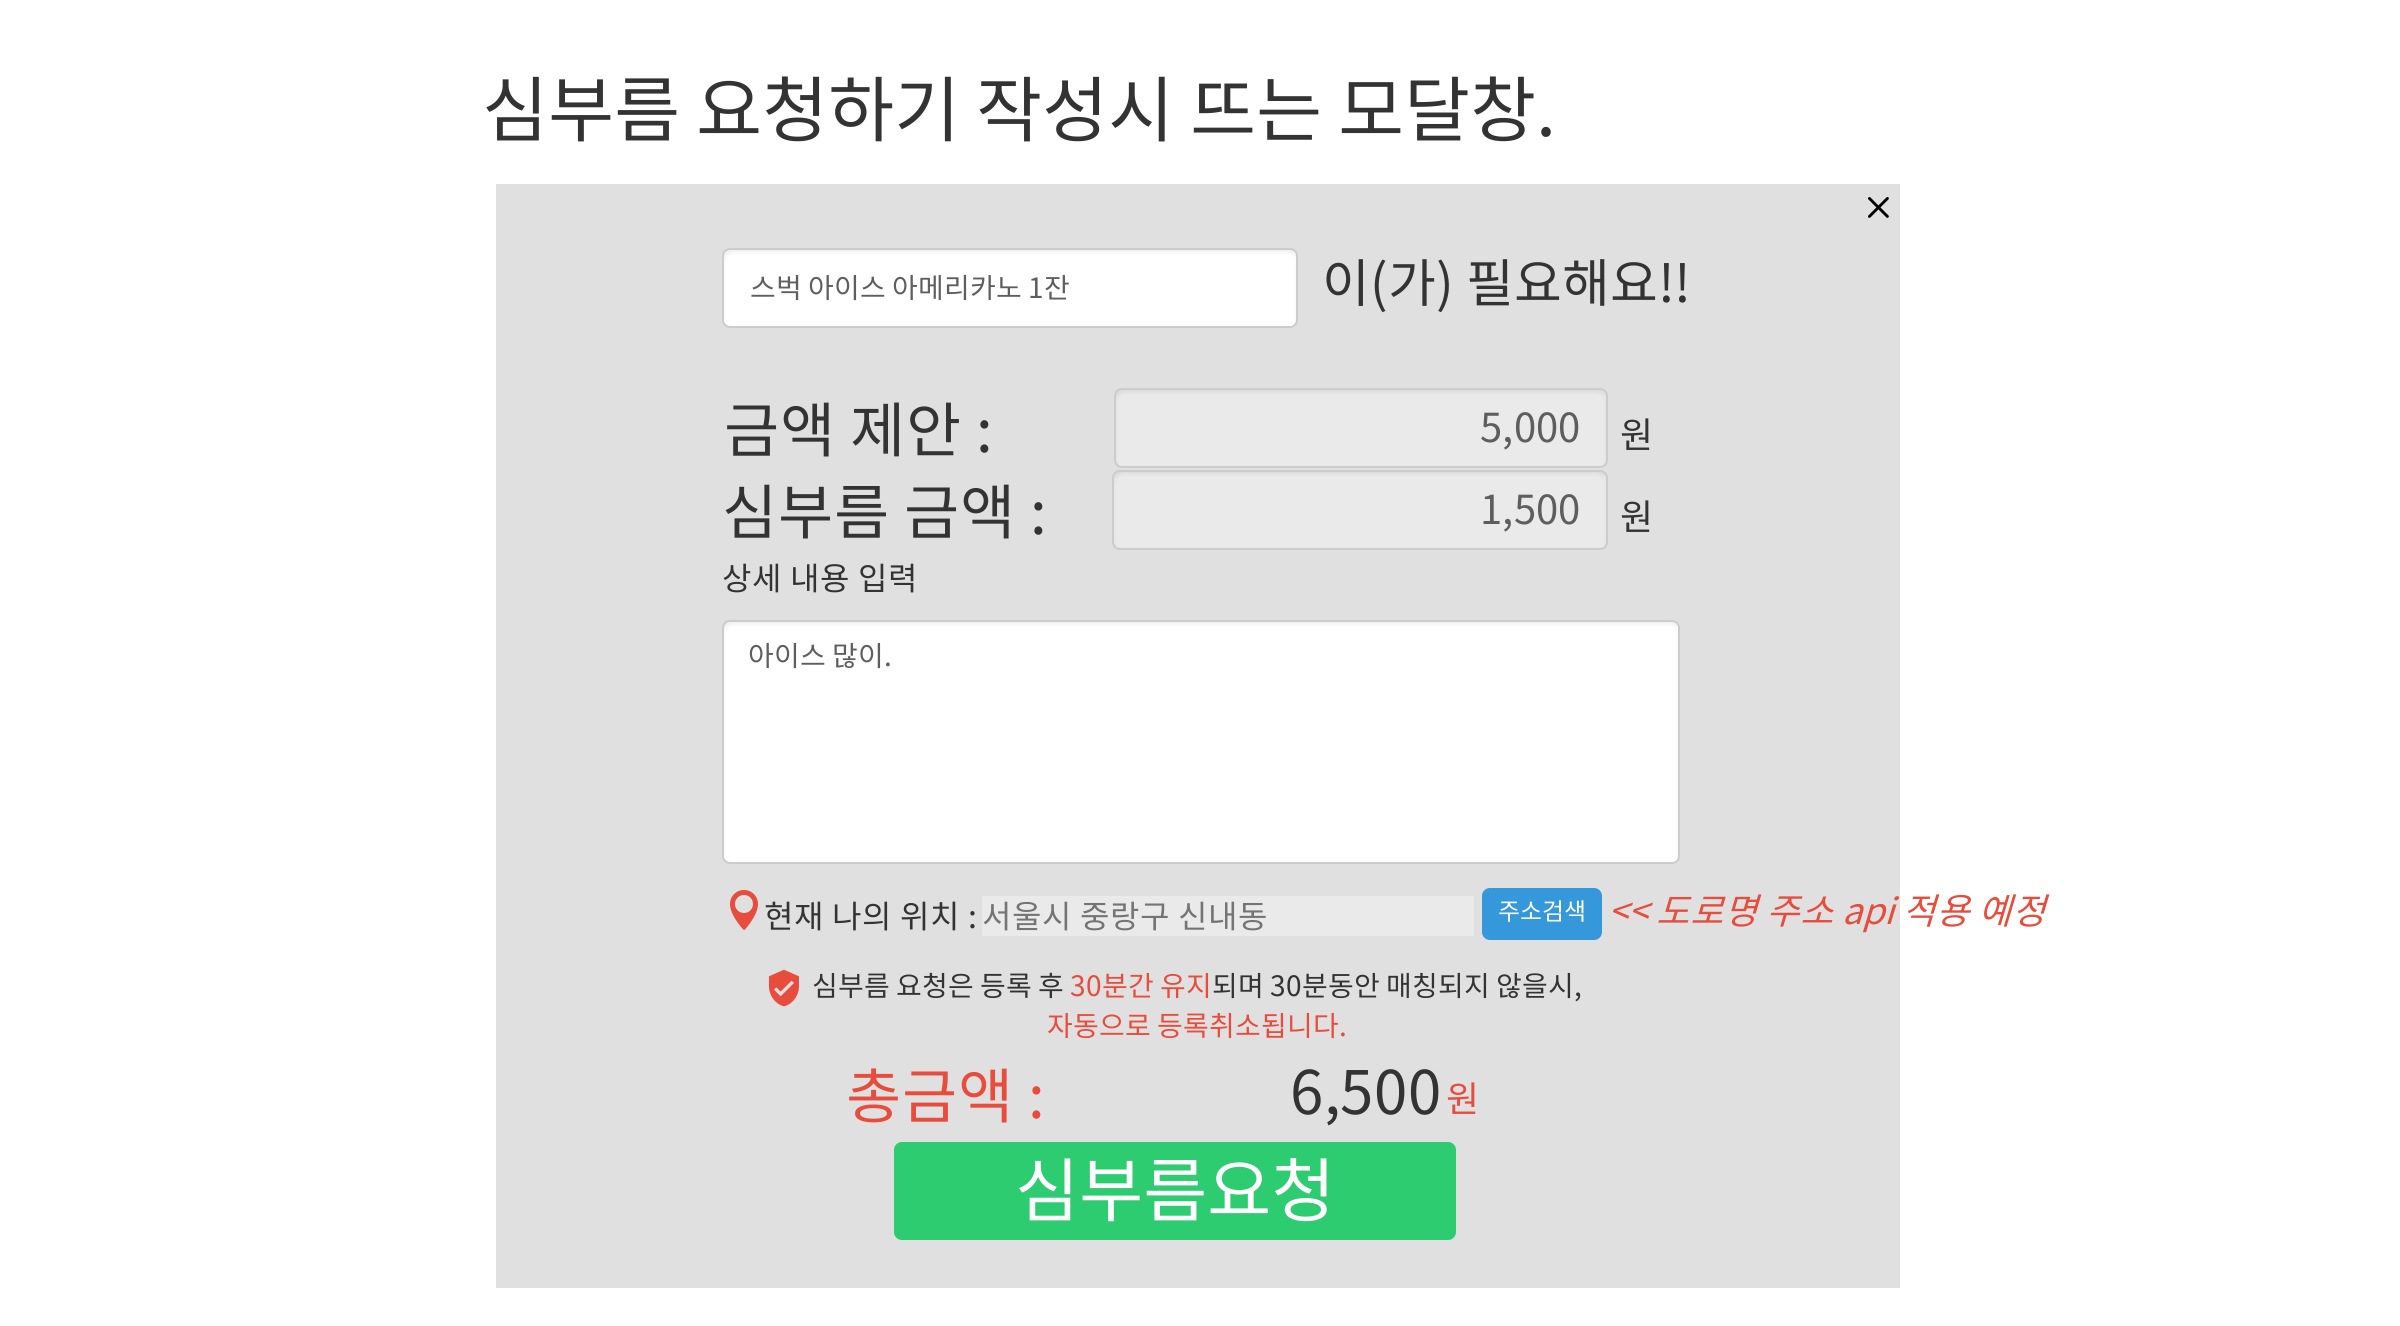 심부름 요청하기 작성시 뜨는 모달창.
스벅 아이스 아메리카노 1잔 이(가) 필요해요!!
금액 제안 : 5,000 원
심부름 금액 : 1,500 원
상세 내용 입력
아이스 많이.
현재 나의 위치 : 서울시 중랑구 신내동 주소검색 << 도로명 주소 api 적용 예정
심부름 요청은 등록 후 30분간 유지되며 30분동안 매칭되지 않을시,
자동으로 등록취소됩니다.
총금액 : 6,500 원
심부름요청